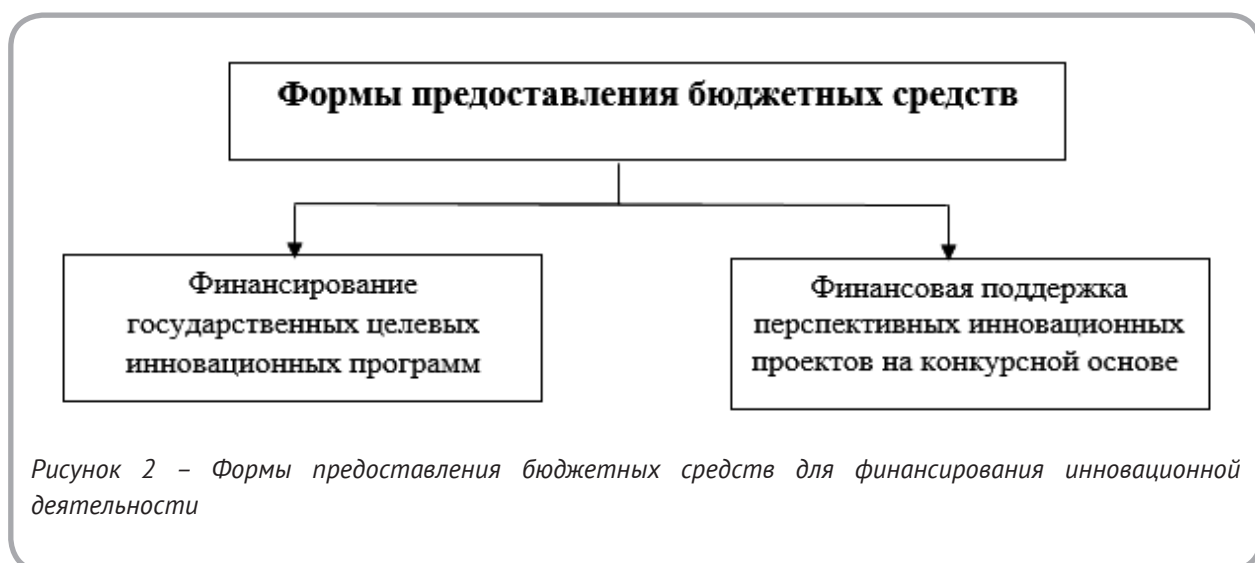 Формы предоставления бюджетных средств
Финансирование
государственных целевых
инновационных программ
Финансовая поддержка
перспективных инновационных
проектов на конкурсной основе
Рисунок 2 – Формы предоставления бюджетных средств для финансирования инновационной
деятельности